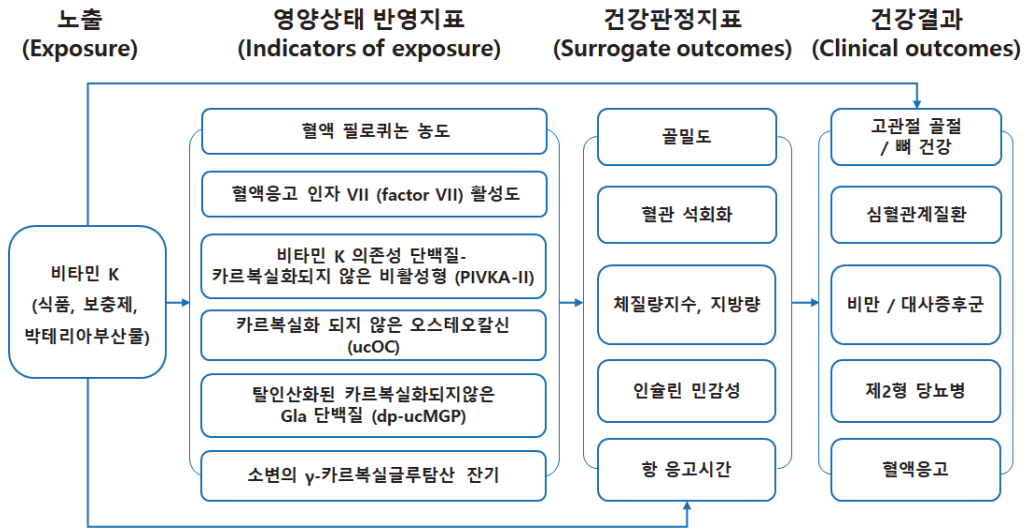 노출
(Exposure)
영양상태 반영지표
(Indicators of exposure)
건강판정지표
(Surrogate outcomes)
건강결과
(Clinical outcomes)
비타민 K
(식품, 보충제,
박테리아부산물)
혈액 필로퀴논 농도
혈액응고 인자 VII (factor VII) 활성도
비타민 K 의존성 단백질-
카르복실화되지 않은 비활성형 (PIVKA-II)
카르복실화 되지 않은 오스테오칼신
(ucOC)
탈인산화된 카르복실화되지않은
Gla 단백질 (dp-ucMGP)
소변의 γ-카르복실글루탐산 잔기
골밀도
혈관 석회화
체질량지수, 지방량
인슐린 민감성
항 응고시간
고관절 골절
/ 뼈 건강
심혈관계질환
비만 / 대사증후군
제2형 당뇨병
혈액응고